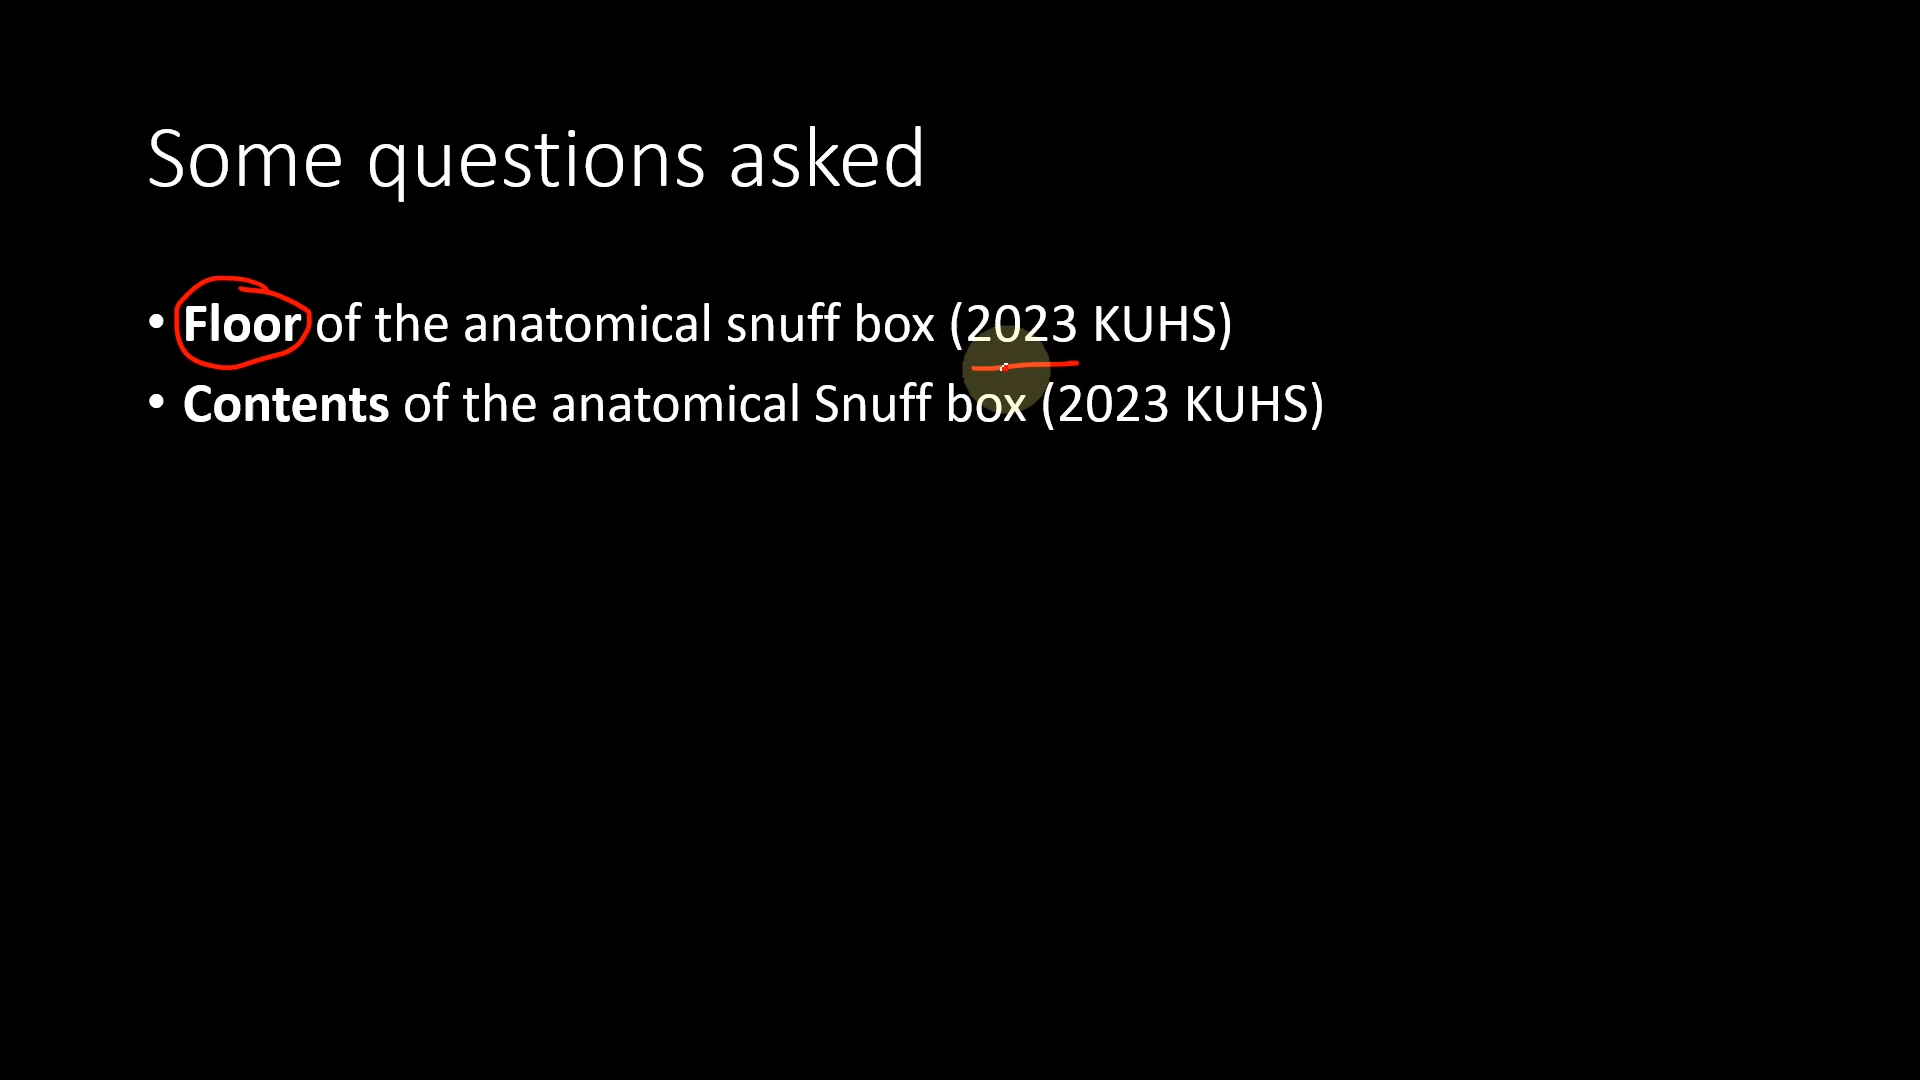 Some questions asked
• Floor of the anatomical snuff box (2023 KUHS)
• Contents of the anatomical Snuff box (2023 KUHS)